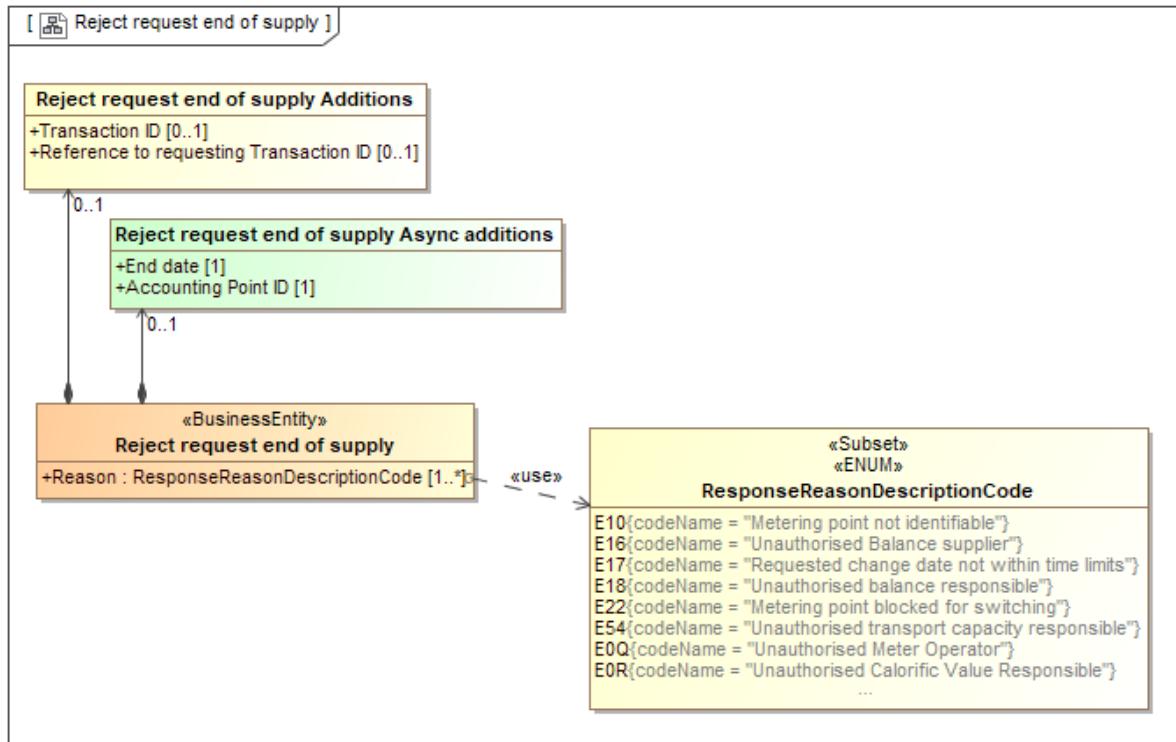 [ Reject request end of supply ]
Reject request end of supply Additions
+Transaction ID [0..1]
+Reference to requesting Transaction ID [0..1]
0..1
Reject request end of supply Async additions
+End date [1]
+Accounting Point ID [1]
0..1
«BusinessEntity»
Reject request end of supply
+Reason : ResponseReasonDescriptionCode [1..*]
«use»
«Subset»
«ENUM»
ResponseReasonDescriptionCode
E10{codeName = "Metering point not identifiable"}
E16{codeName = "Unauthorised Balance supplier"}
E17{codeName = "Requested change date not within time limits"}
E18{codeName = "Unauthorised balance responsible"}
E22{codeName = "Metering point blocked for switching"}
E54{codeName = "Unauthorised transport capacity responsible"}
E0Q{codeName = "Unauthorised Meter Operator"}
E0R{codeName = "Unauthorised Calorific Value Responsible"}
...